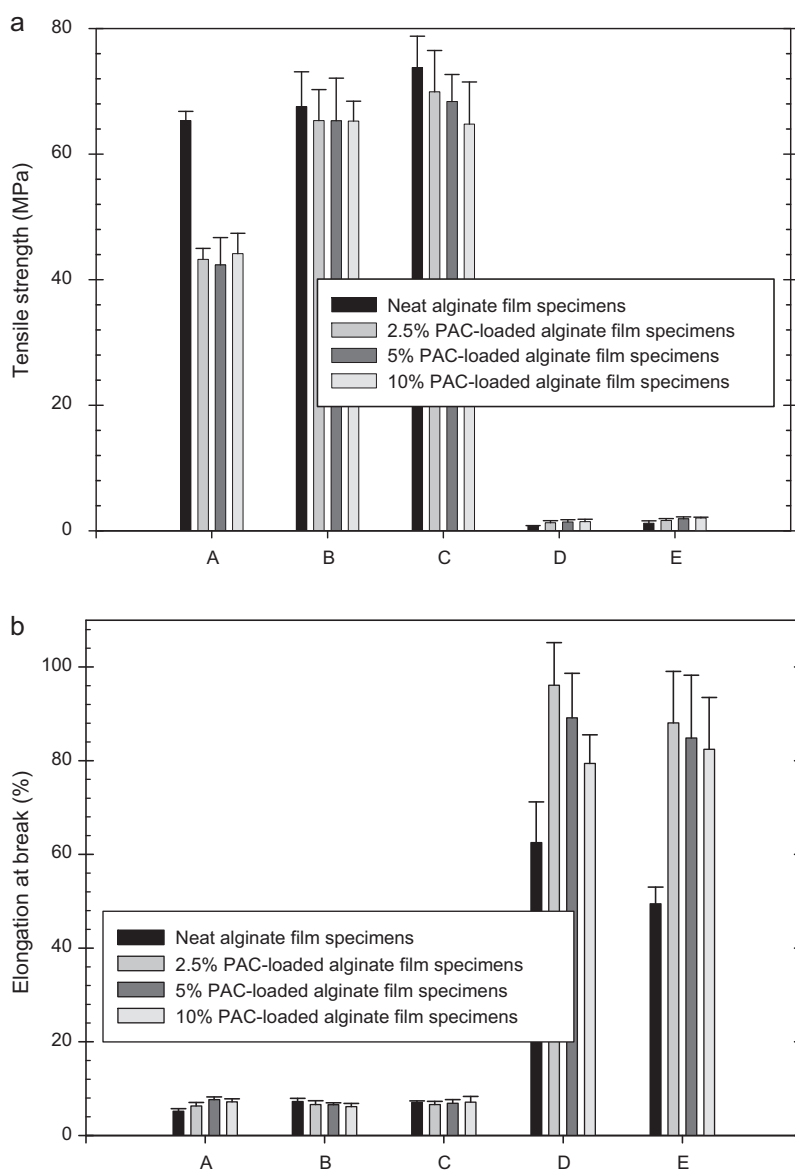 a
Tensile strength (MPa)
80
60
40
20
0
Neat alginate film specimens
2.5% PAC-loaded alginate film specimens
5% PAC-loaded alginate film specimens
10% PAC-loaded alginate film specimens
A B C D E
b
Elongation at break (%)
100
80
60
40
20
0
Neat alginate film specimens
2.5% PAC-loaded alginate film specimens
5% PAC-loaded alginate film specimens
10% PAC-loaded alginate film specimens
A B C D E